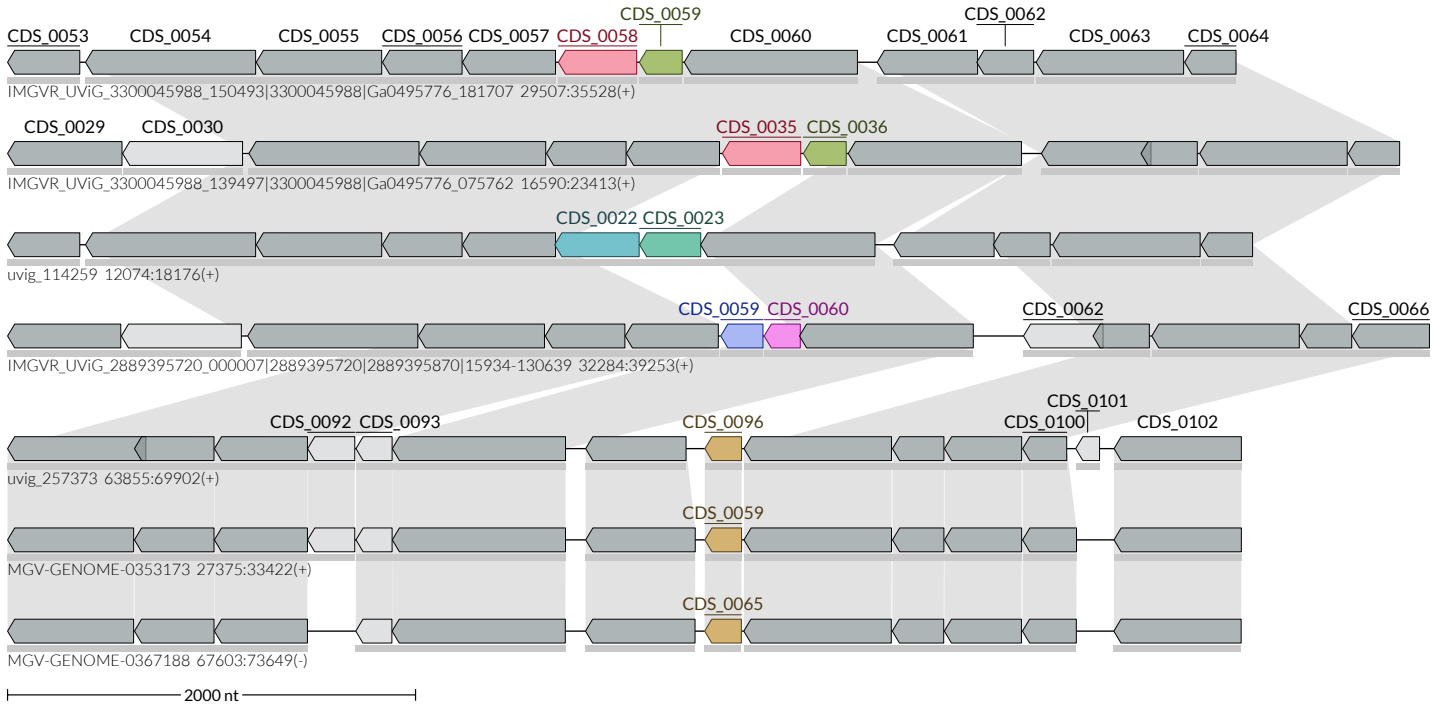 CDS_0059 CDS_0062
CDS_0053 CDS_0054 CDS_0055 CDS_0056 CDS_0057 CDS_0058 CDS_0060 CDS_0061 CDS_0063 CDS_0064
IMGVR_UViG_3300045988_150493|3300045988|Ga0495776_181707 29507:35528(+)
CDS_0029 CDS_0030 CDS_0035 CDS_0036
IMGVR_UViG_3300045988_139497|3300045988|Ga0495776_075762 16590:23413(+)
CDS_0022 CDS_0023
uvig_114259 12074:18176(+)
CDS_0059 CDS_0060 CDS_0062 CDS_0066
IMGVR_UViG_2889395720_000007|2889395720|2889395870|15934-130639 32284:39253(+)
CDS_0101
CDS_0092 CDS_0093 CDS_0096 CDS_0100 CDS_0102
uvig_257373 63855:69902(+)
CDS_0059
MGV-GENOME-0353173 27375:33422(+)
CDS_0065
MGV-GENOME-0367188 67603:73649(-)
2000 nt